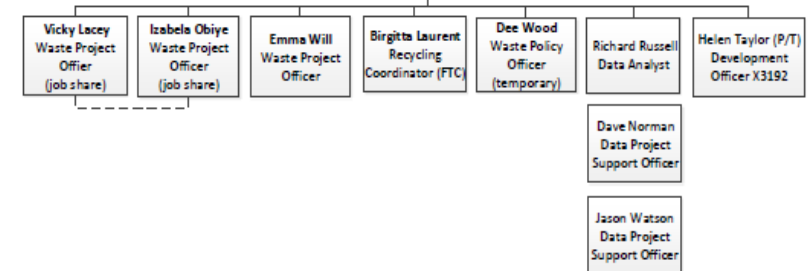 Vicky Lacey
Waste Project
Offier
(job share)
Izabela Obiye
Waste Project
Officer
(job share)
Emma Will
Waste Project
Officer
Birgitta Laurent
Recycling
Coordinator (FTC)
Dee Wood
Waste Policy
Officer
(temporary)
Richard Russell
Data Analyst
Helen Taylor (P/T)
Development
Officer X3192
Dave Norman
Data Project
Support Officer
Jason Watson
Data Project
Support Officer